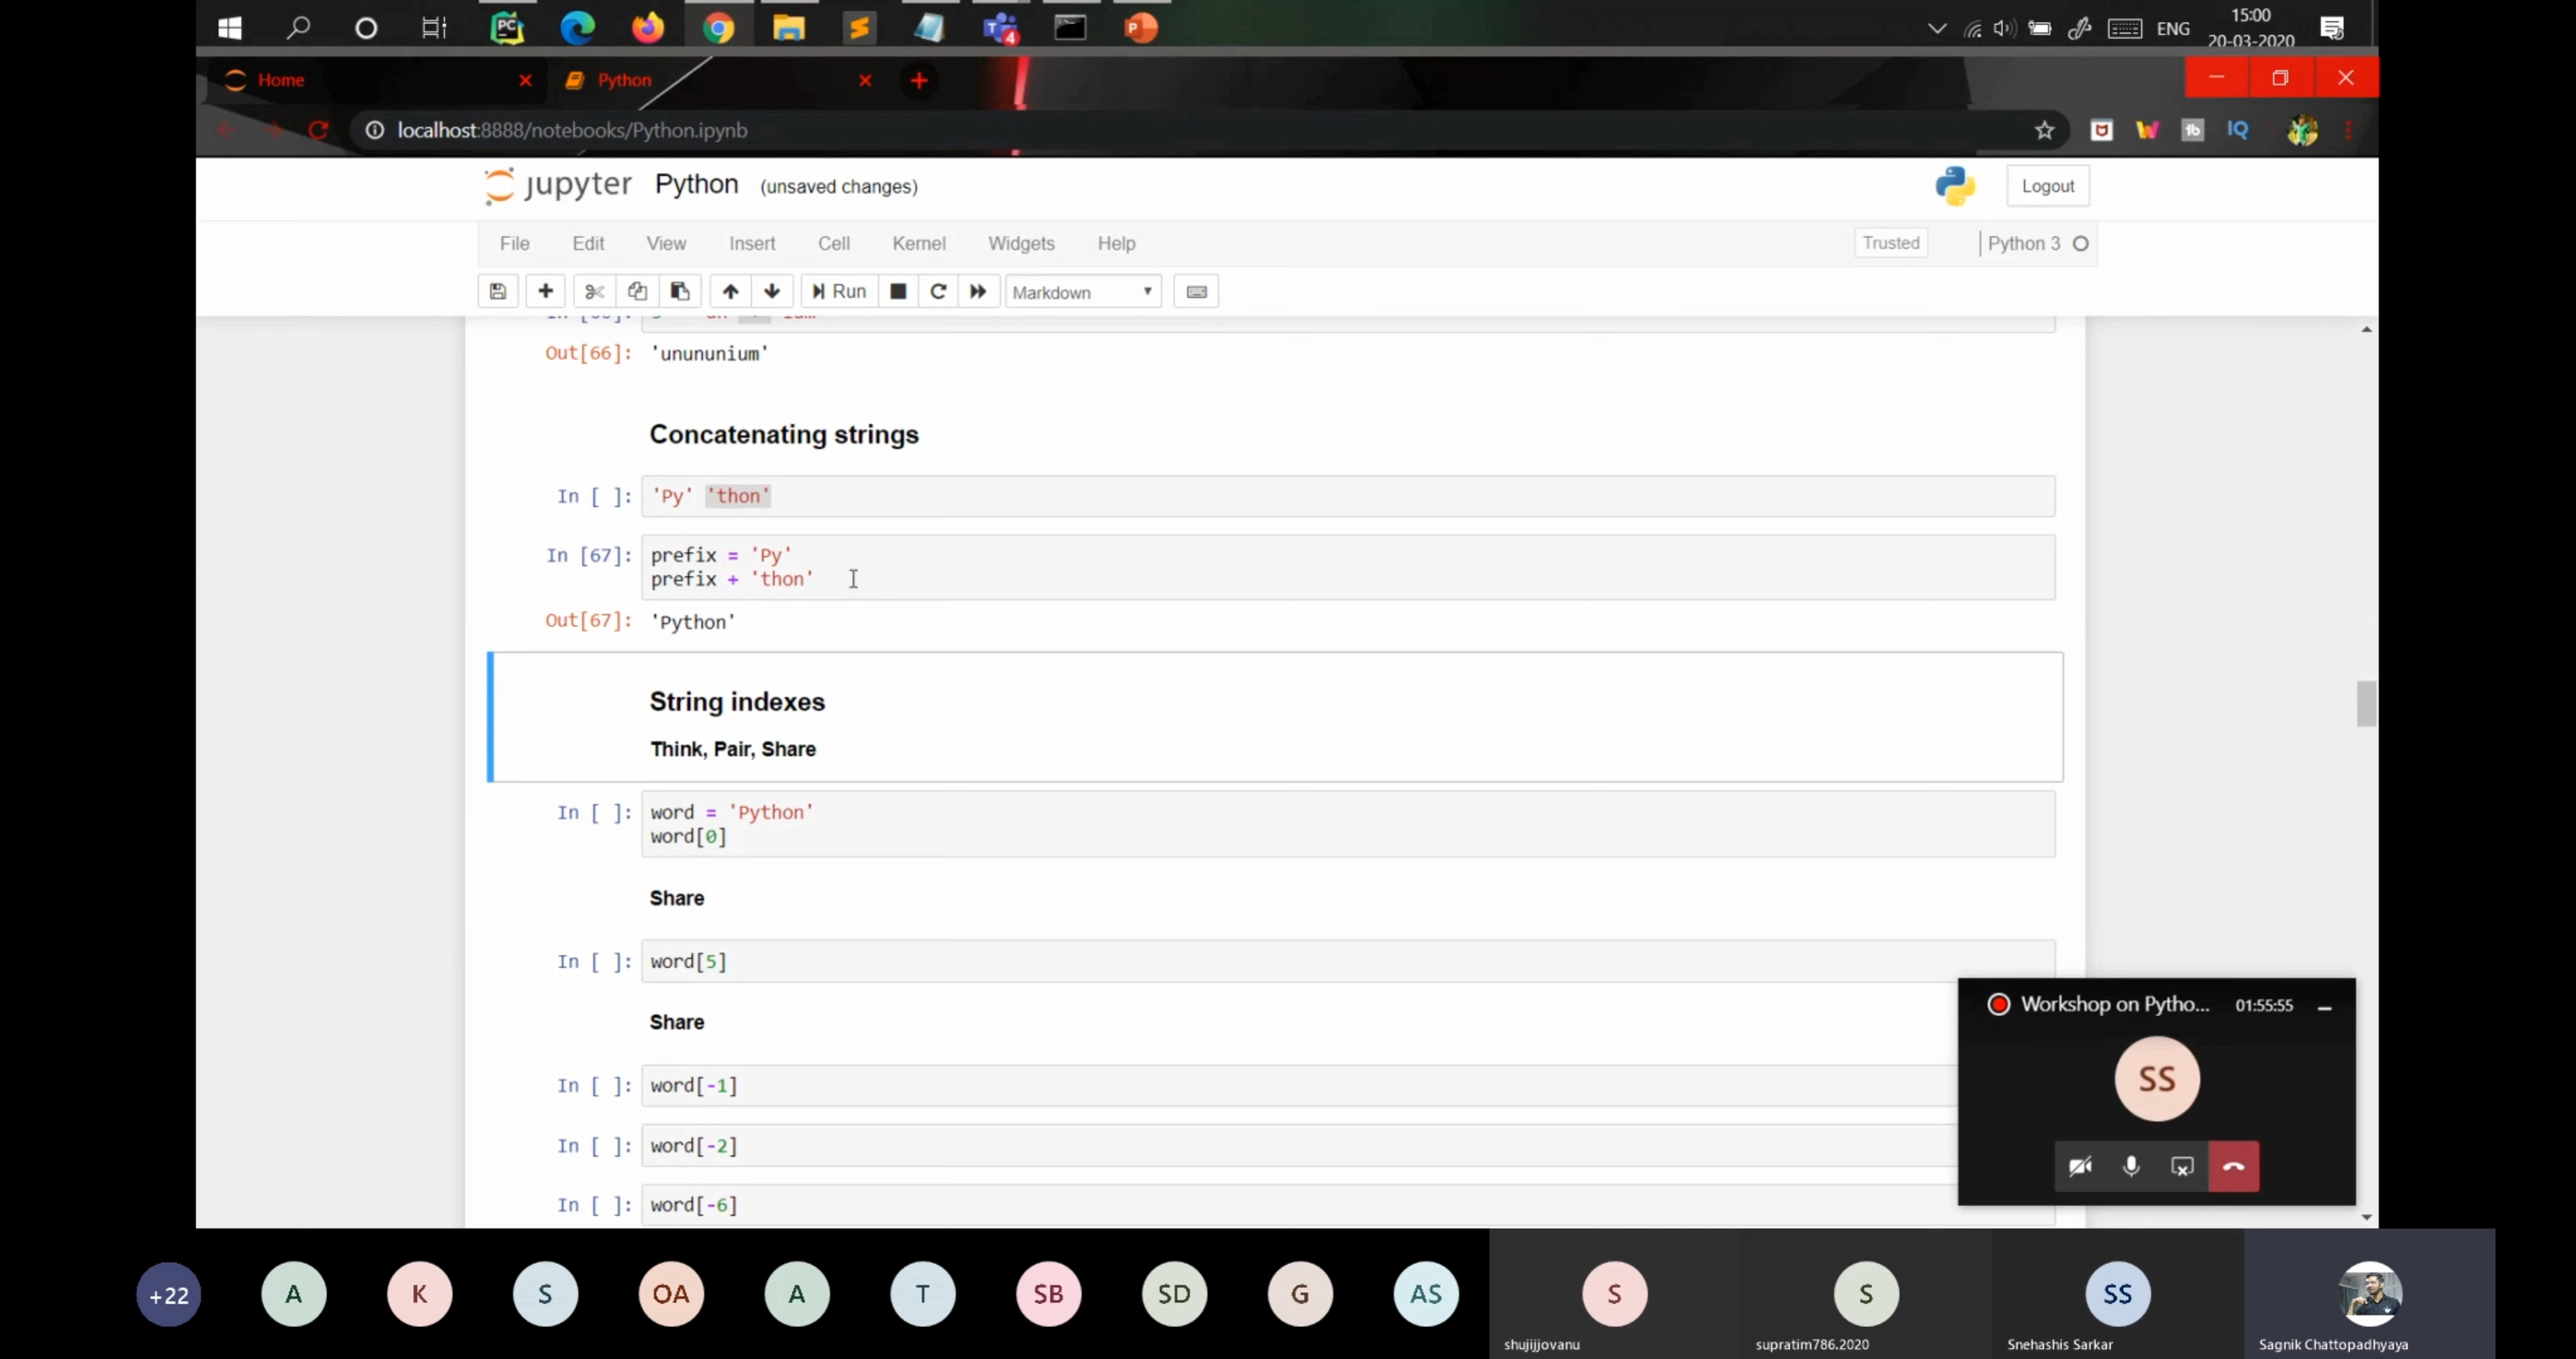 PC
4
P
ENG
15:00
20-03-2020
Home
Python
localhost:8888/notebooks/Python.ipynb
W
tb
IQ
jupyter Python (unsaved changes)
Logout
File Edit View Insert Cell Kernel Widgets Help
Trusted
Python 3
Run
Markdown
Out[66]: 'unununium'
Concatenating strings
In [ ]: 'Py' 'thon'
In [67]: prefix = 'Py'
prefix + 'thon'
Out[67]: 'Python'
String indexes
Think, Pair, Share
In [ ]: word = 'Python'
word[0]
Share
In [ ]: word[5]
Share
In [ ]: word[-1]
In [ ]: word[-2]
In [ ]: word[-6]
Workshop on Pytho... 01:55:55
SS
+22 A K S OA A T SB SD G AS S S SS
shujijjovanu
supratim786.2020
Snehashis Sarkar
Sagnik Chattopadhyaya